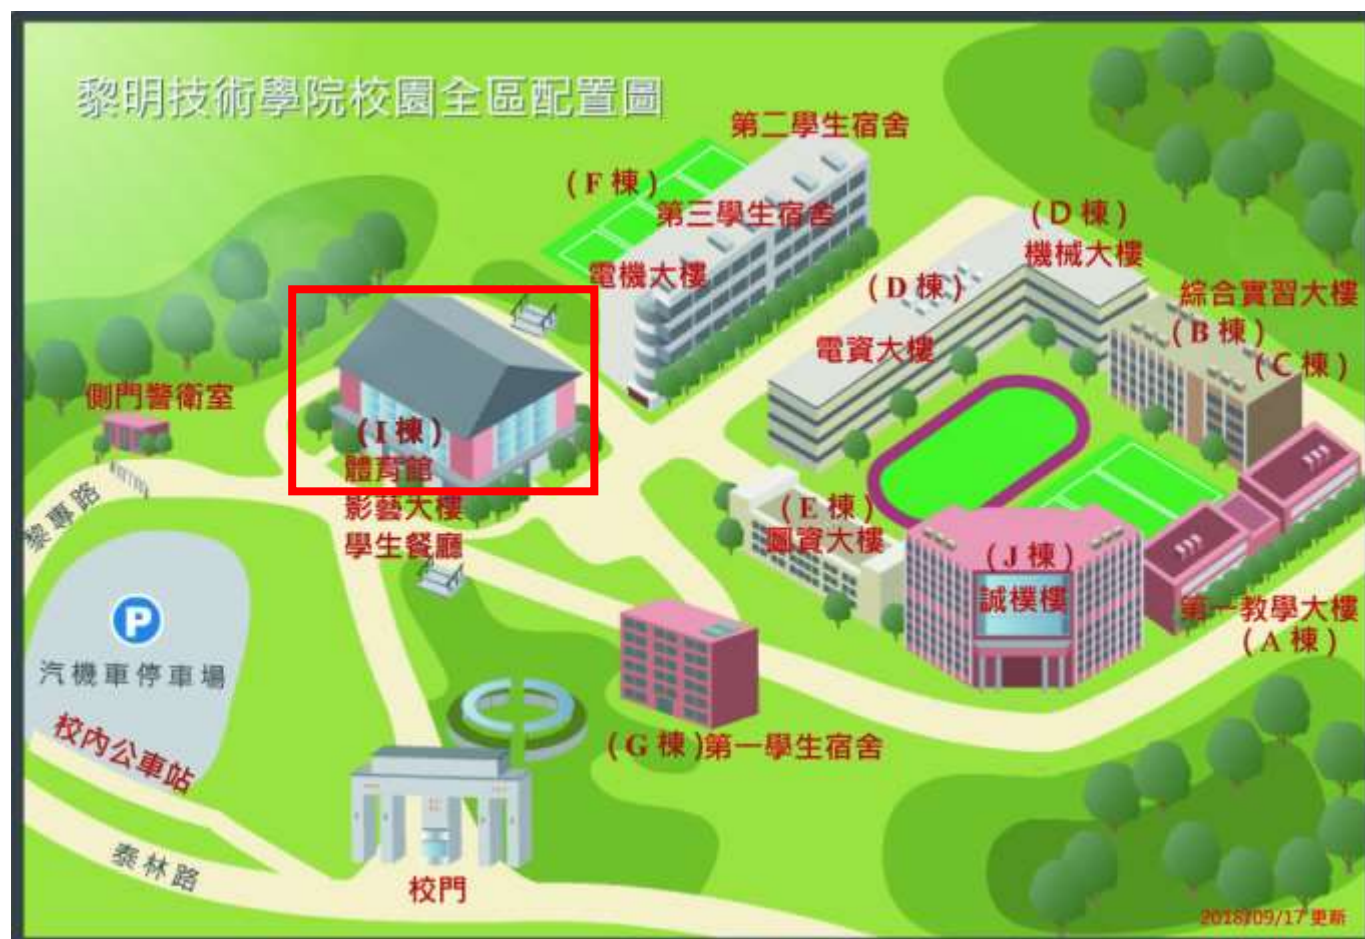 黎明技術學院校園全區配置圖
第二學生宿舍
(F棟)
第三學生宿舍
電機大樓
(D棟)
機械大樓
(D棟)
電資大樓
綜合實習大樓
(B棟)
(C棟)
側門警衛室
(I棟)
體育館
影藝大樓
學生餐廳
黎專路
(E棟)
圖資大樓
(J棟)
誠樸樓
第一教學大樓
(A棟)
P
汽機車停車場
校內公車站
(G棟)第一學生宿舍
泰林路
校門
2018/09/17更新